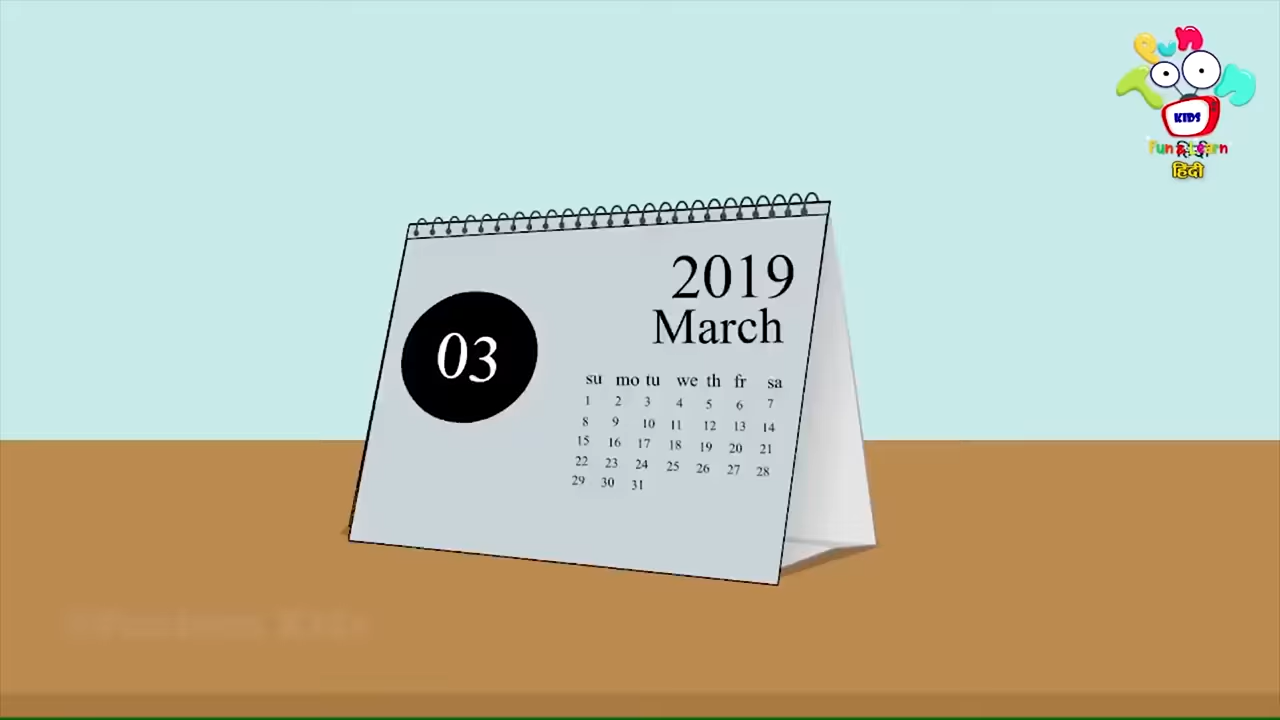 Fun
KIDS
हिंदी
03
2019
March
su mo tu we th fr sa
1 2 3 4 5 6 7
8 9 10 11 12 13 14
15 16 17 18 19 20 21
22 23 24 25 26 27 28
29 30 31